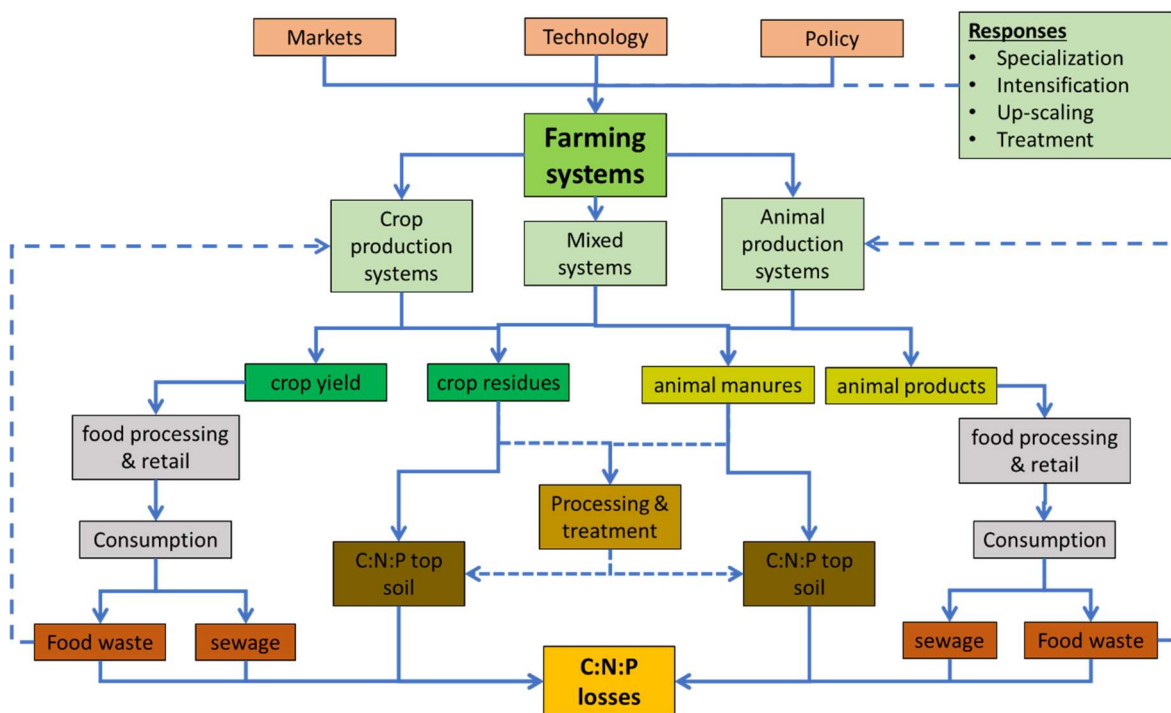 Markets
Technology
Policy
Responses
• Specialization
• Intensification
• Up-scaling
• Treatment
Farming
systems
Crop
production
systems
Mixed
systems
Animal
production
systems
crop yield
crop residues
animal manures
animal products
food processing
& retail
Processing &
treatment
food processing
& retail
Consumption
C:N:P top
soil
C:N:P top
soil
Consumption
Food waste
sewage
sewage
Food waste
C:N:P
losses